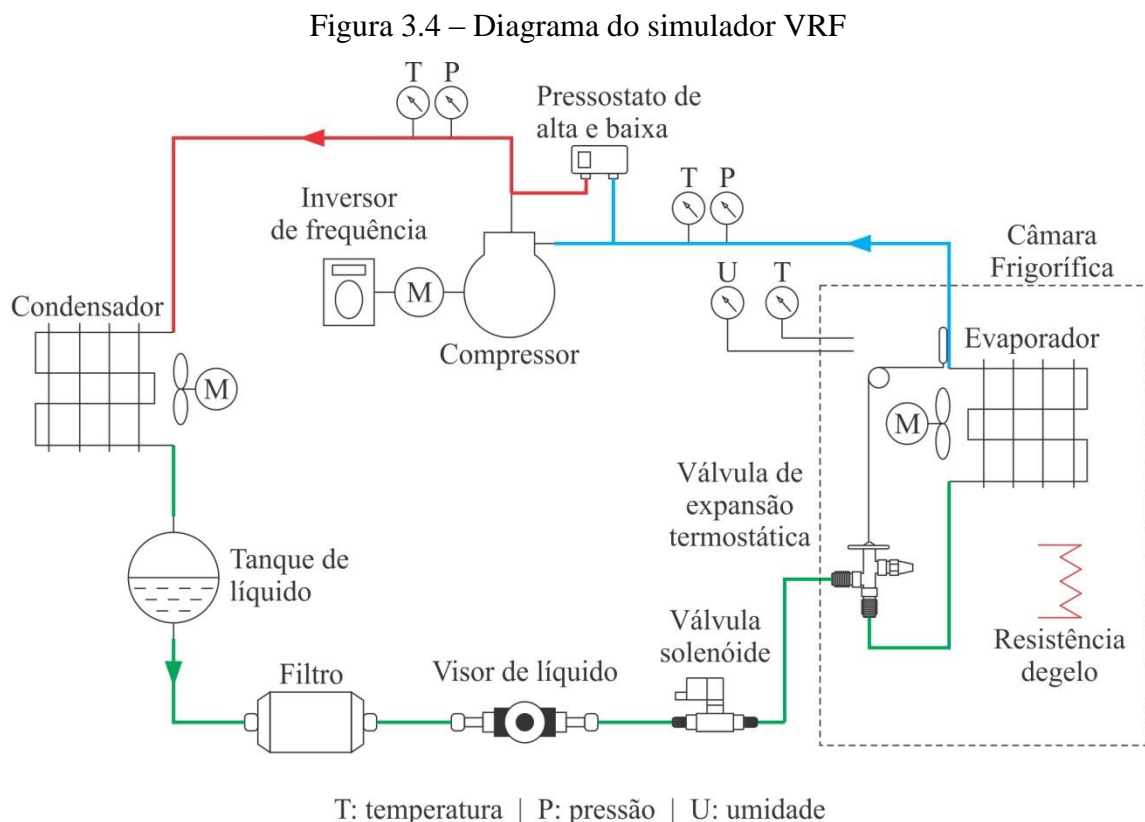 Figura 3.4 – Diagrama do simulador VRF
T P
Pressostato de
alta e baixa
T P
Inversor
de frequência
M
Compressor
U T
Câmara
Frigorífica
Condensador
M
Evaporador
M
Válvula de
expansão
termostática
Tanque de
líquido
Resistência
degelo
Filtro
Visor de líquido
Válvula
solenóide
T: temperatura | P: pressão | U: umidade